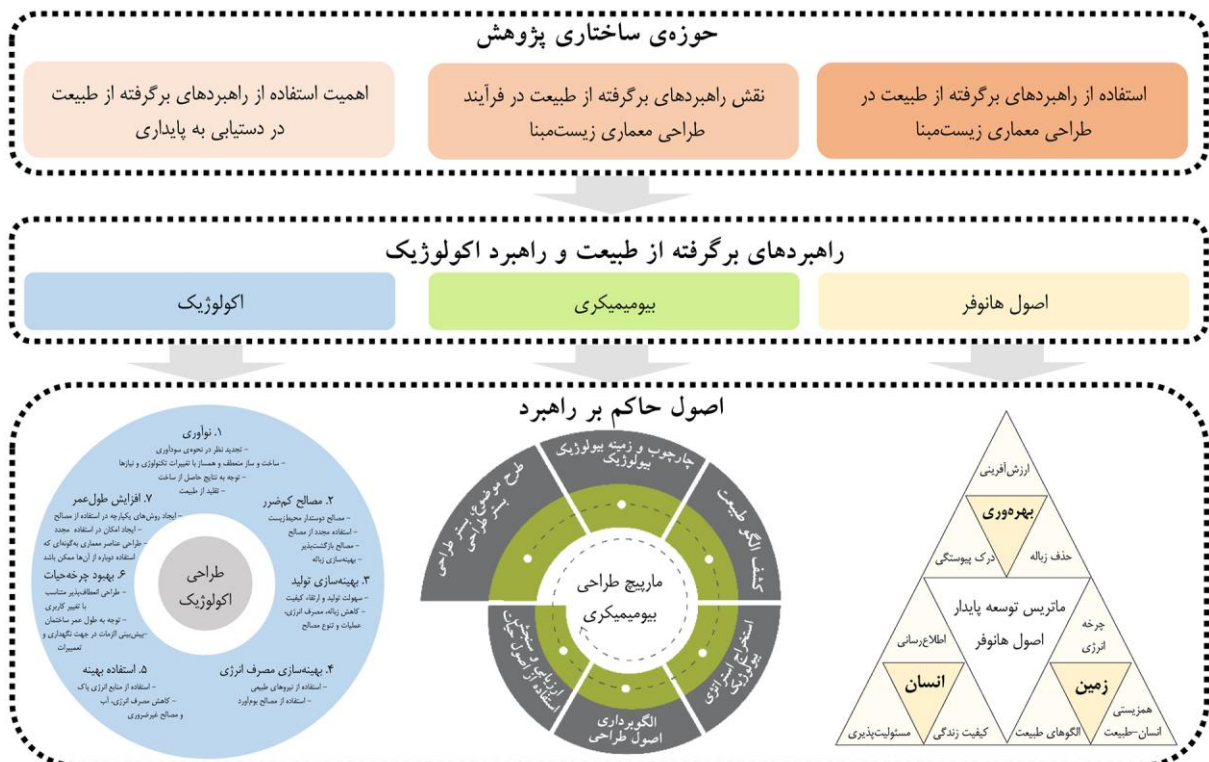 حوزه‌ی ساختاری پژوهش
استفاده از راهبردهای برگرفته از طبیعت در
طراحی معماری زیست‌مبنا
نقش راهبردهای برگرفته از طبیعت در فرآیند
طراحی معماری زیست‌مبنا
اهمیت استفاده از راهبردهای برگرفته از طبیعت
در دستیابی به پایداری
راهبردهای برگرفته از طبیعت و راهبرد اکولوژیک
اصول هانوفر
بیومیمیکری
اکولوژیک
اصول حاکم بر راهبرد
ارزش‌آفرینی
بهره‌وری
حذف زباله
درک پیوستگی
ماتریس توسعه پایدار
اصول هانوفر
چرخه
انرژی
زمین
همزیستی
انسان-طبیعت
الگوهای طبیعت
اطلاع‌رسانی
انسان
کیفیت زندگی
مسئولیت‌پذیری
طرح موضوع/
بستر طراحی
چارچوب و زمینه بیولوژیک
بیولوژیک
کشف الگو طبیعت
استخراج استراتژی
بیولوژیک
الگوبرداری
اصول طراحی
ارزیابی و سنجش
استفاده از اصول حیات
مارپیچ طراحی
بیومیمیکری
۱. نوآوری
- تجدید نظر در نحوه‌ی سودآوری
- ساخت و ساز منعطف و همساز با تغییرات تکنولوژی و نیازها
- توجه به نتایج حاصل از ساخت
- تقلید از طبیعت
۲. مصالح کم‌ضرر
- مصالح دوستدار محیط‌زیست
- استفاده مجدد از مصالح
- مصالح بازگشت‌پذیر
- بهینه‌سازی زباله
۳. بهینه‌سازی تولید
- سهولت تولید و ارتقاء کیفیت
- کاهش زباله، مصرف انرژی،
عملیات و تنوع مصالح
۴. بهینه‌سازی مصرف انرژی
- استفاده از نیروهای طبیعی
- استفاده از مصالح بوم‌آورد
۵. استفاده بهینه
- استفاده از منابع انرژی پاک
- کاهش مصرف انرژی، آب
و مصالح غیرضروری
۶. بهبود چرخه‌حیات
- طراحی انعطاف‌پذیر متناسب
با تغییر کاربری
- توجه به طول عمر ساختمان
-پیش‌بینی الزمات در جهت نگهداری و
تعمییرات
۷. افزایش طول‌عمر
- ایجاد روش‌های یکپارچه در استفاده از مصالح
- ایجاد امکان در استفاده مجدد
- طراحی عناصر معماری به‌گونه‌ای که
استفاده دوباره از آن‌ها ممکن باشد
طراحی
اکولوژیک